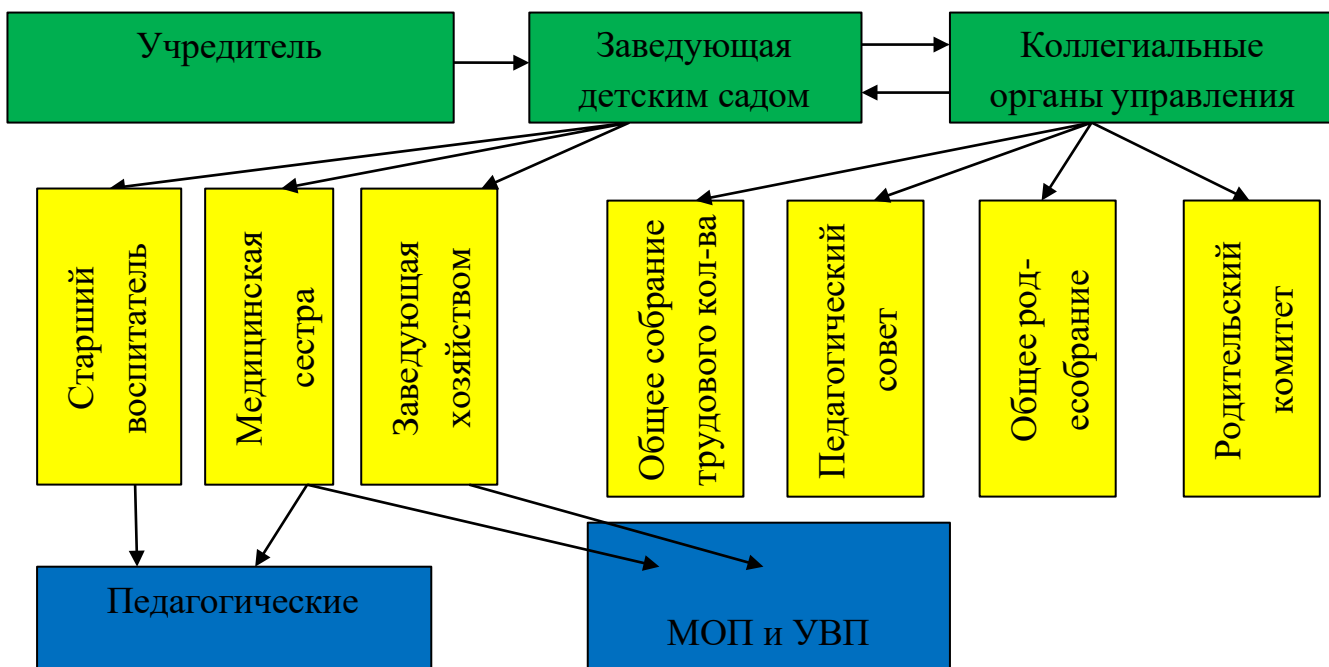 Учредитель
Заведующая
детским садом
Коллегиальные
органы управления
Старший
воспитатель
Медицинская
сестра
Заведующая
хозяйством
Общее собрание
трудового кол-ва
Педагогический
совет
Общее род-
есобрание
Родительский
комитет
Педагогические
МОП и УВП